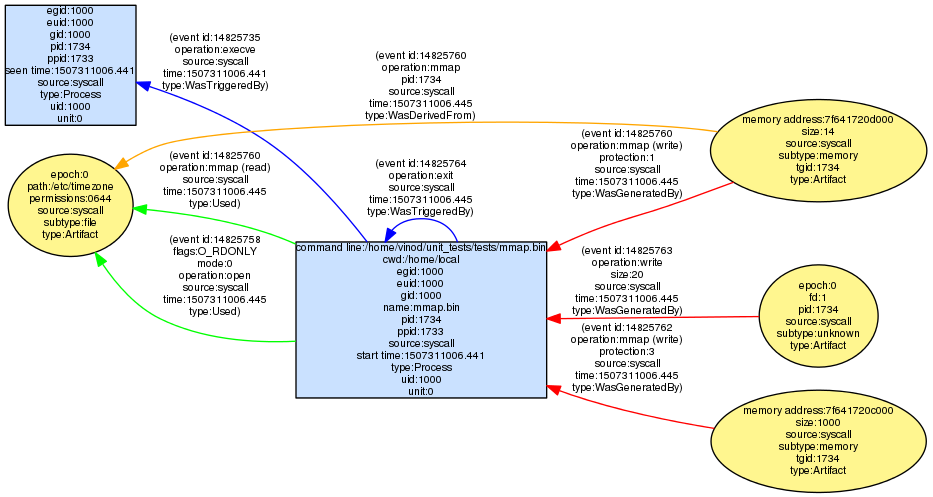 egid:1000
euid:1000
gid:1000
pid:1734
ppid:1733
seen time:1507311006.441
source:syscall
type:Process
uid:1000
unit:0
(event id:14825735
operation:execve
source:syscall
time:1507311006.441
type:WasTriggeredBy)
(event id:14825760
operation:mmap
pid:1734
source:syscall
time:1507311006.445
type:WasDerivedFrom)
memory address:7f641720d000
size:14
source:syscall
subtype:memory
tgid:1734
type:Artifact
(event id:14825760
operation:mmap (write)
protection:1
source:syscall
time:1507311006.445
type:WasGeneratedBy)
epoch:0
path:/etc/timezone
permissions:0644
source:syscall
subtype:file
type:Artifact
(event id:14825760
operation:mmap (read)
source:syscall
time:1507311006.445
type:Used)
(event id:14825764
operation:exit
source:syscall
time:1507311006.445
type:WasTriggeredBy)
(event id:14825758
flags:O_RDONLY
mode:0
operation:open
source:syscall
time:1507311006.445
type:Used)
command line:/home/vinod/unit_tests/tests/mmap.bin
cwd:/home/local
egid:1000
euid:1000
gid:1000
name:mmap.bin
pid:1734
ppid:1733
source:syscall
start time:1507311006.441
type:Process
uid:1000
unit:0
(event id:14825763
operation:write
size:20
source:syscall
time:1507311006.445
type:WasGeneratedBy)
epoch:0
fd:1
pid:1734
source:syscall
subtype:unknown
type:Artifact
(event id:14825762
operation:mmap (write)
protection:3
source:syscall
time:1507311006.445
type:WasGeneratedBy)
memory address:7f641720c000
size:1000
source:syscall
subtype:memory
tgid:1734
type:Artifact